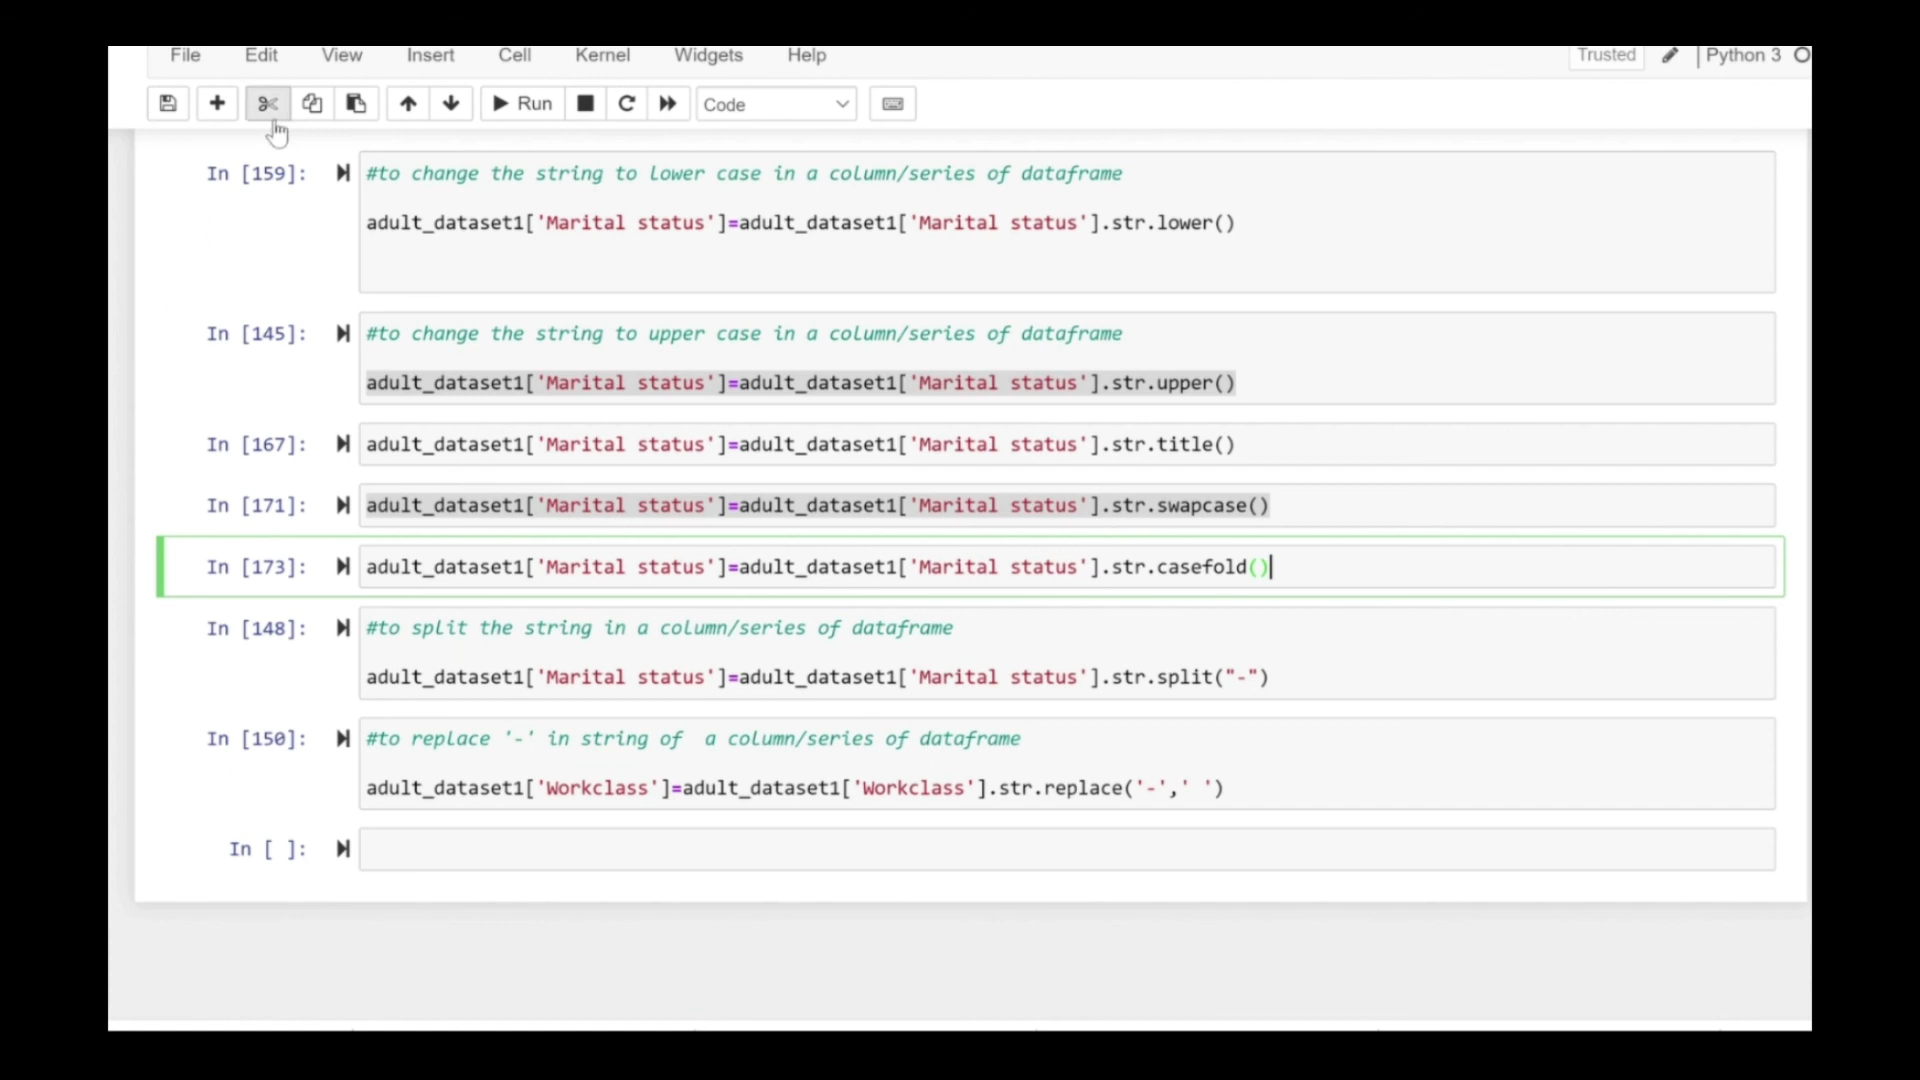 File Edit View Insert Cell Kernel Widgets Help Trusted Python 3
Run Code
In [159]: #to change the string to lower case in a column/series of dataframe
adult_dataset1['Marital status']=adult_dataset1['Marital status'].str.lower()
In [145]: #to change the string to upper case in a column/series of dataframe
adult_dataset1['Marital status']=adult_dataset1['Marital status'].str.upper()
In [167]: adult_dataset1['Marital status']=adult_dataset1['Marital status'].str.title()
In [171]: adult_dataset1['Marital status']=adult_dataset1['Marital status'].str.swapcase()
In [173]: adult_dataset1['Marital status']=adult_dataset1['Marital status'].str.casefold()
In [148]: #to split the string in a column/series of dataframe
adult_dataset1['Marital status']=adult_dataset1['Marital status'].str.split("-")
In [150]: #to replace '-' in string of  a column/series of dataframe
adult_dataset1['Workclass']=adult_dataset1['Workclass'].str.replace('-',' ')
In [ ]: